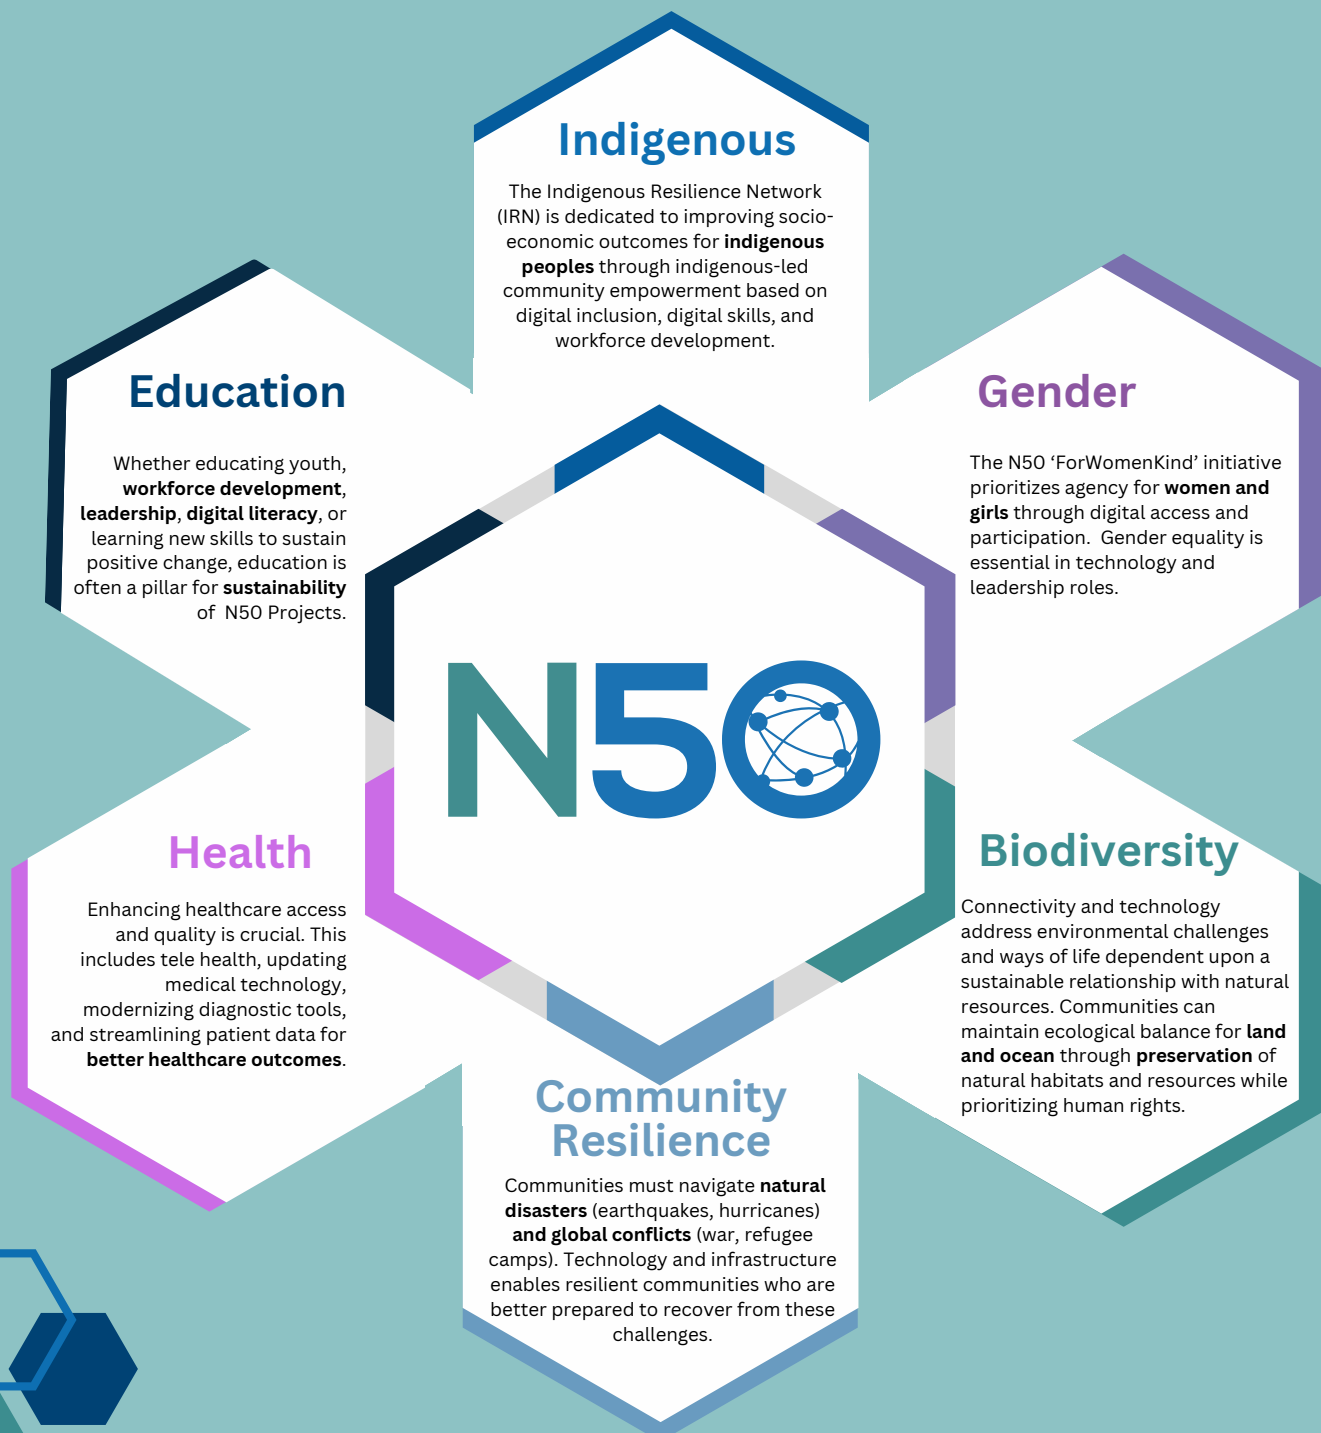 Indigenous
The Indigenous Resilience Network
(IRN) is dedicated to improving socio-
economic outcomes for indigenous
peoples through indigenous-led
community empowerment based on
digital inclusion, digital skills, and
workforce development.
Education
Whether educating youth,
workforce development,
leadership, digital literacy, or
learning new skills to sustain
positive change, education is
often a pillar for sustainability
of  N50 Projects.
Gender
The N50 ‘ForWomenKind’ initiative
prioritizes agency for women and
girls through digital access and
participation.  Gender equality is
essential in technology and
leadership roles.
N50
Health
Enhancing healthcare access
and quality is crucial. This
includes tele health, updating
medical technology,
modernizing diagnostic tools,
and streamlining patient data for
better healthcare outcomes.
Biodiversity
Connectivity and technology
address environmental challenges
and ways of life dependent upon a
sustainable relationship with natural
resources. Communities can
maintain ecological balance for land
and ocean through preservation of
natural habitats and resources while
prioritizing human rights.
Community
Resilience
Communities must navigate natural
disasters (earthquakes, hurricanes)
and global conflicts (war, refugee
camps). Technology and infrastructure
enables resilient communities who are
better prepared to recover from these
challenges.